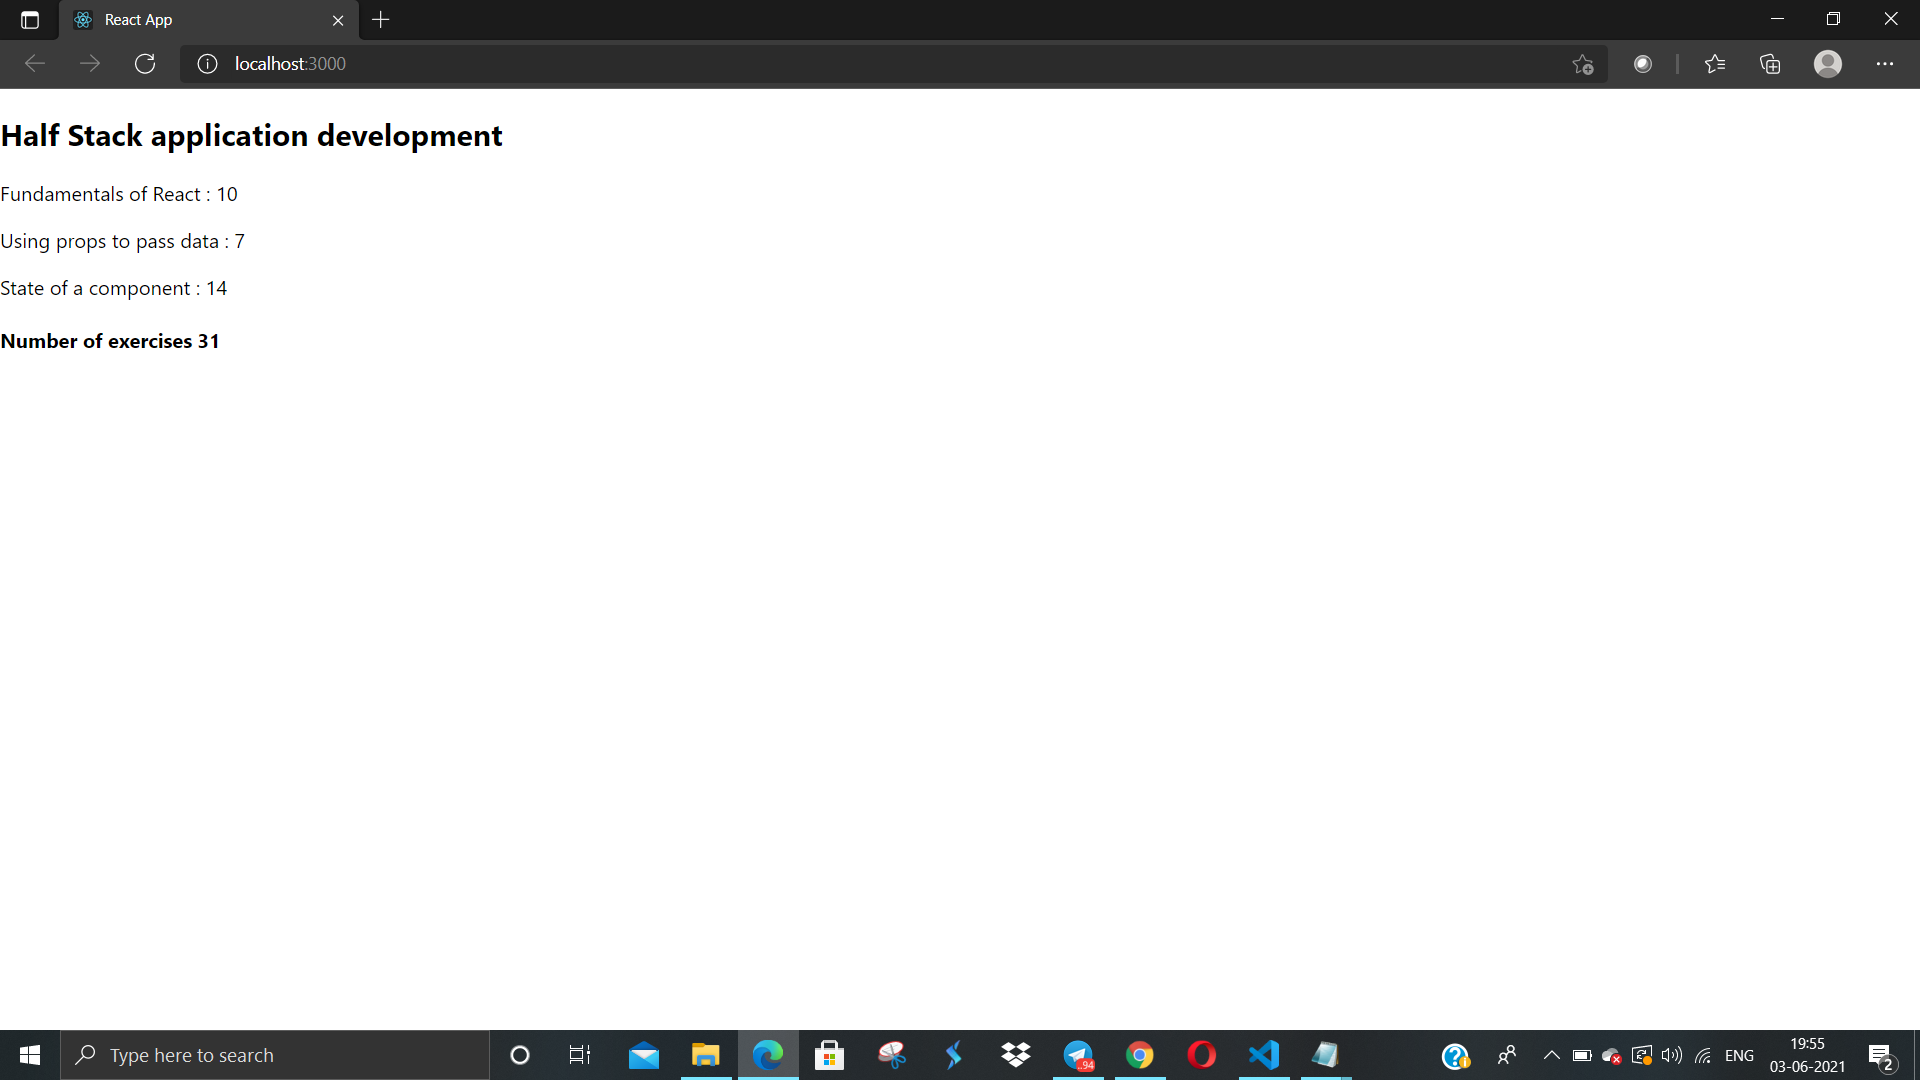 React App
localhost:3000
Half Stack application development
Fundamentals of React : 10
Using props to pass data : 7
State of a component : 14
Number of exercises 31
Type here to search
..94
ENG
19:55
03-06-2021
2